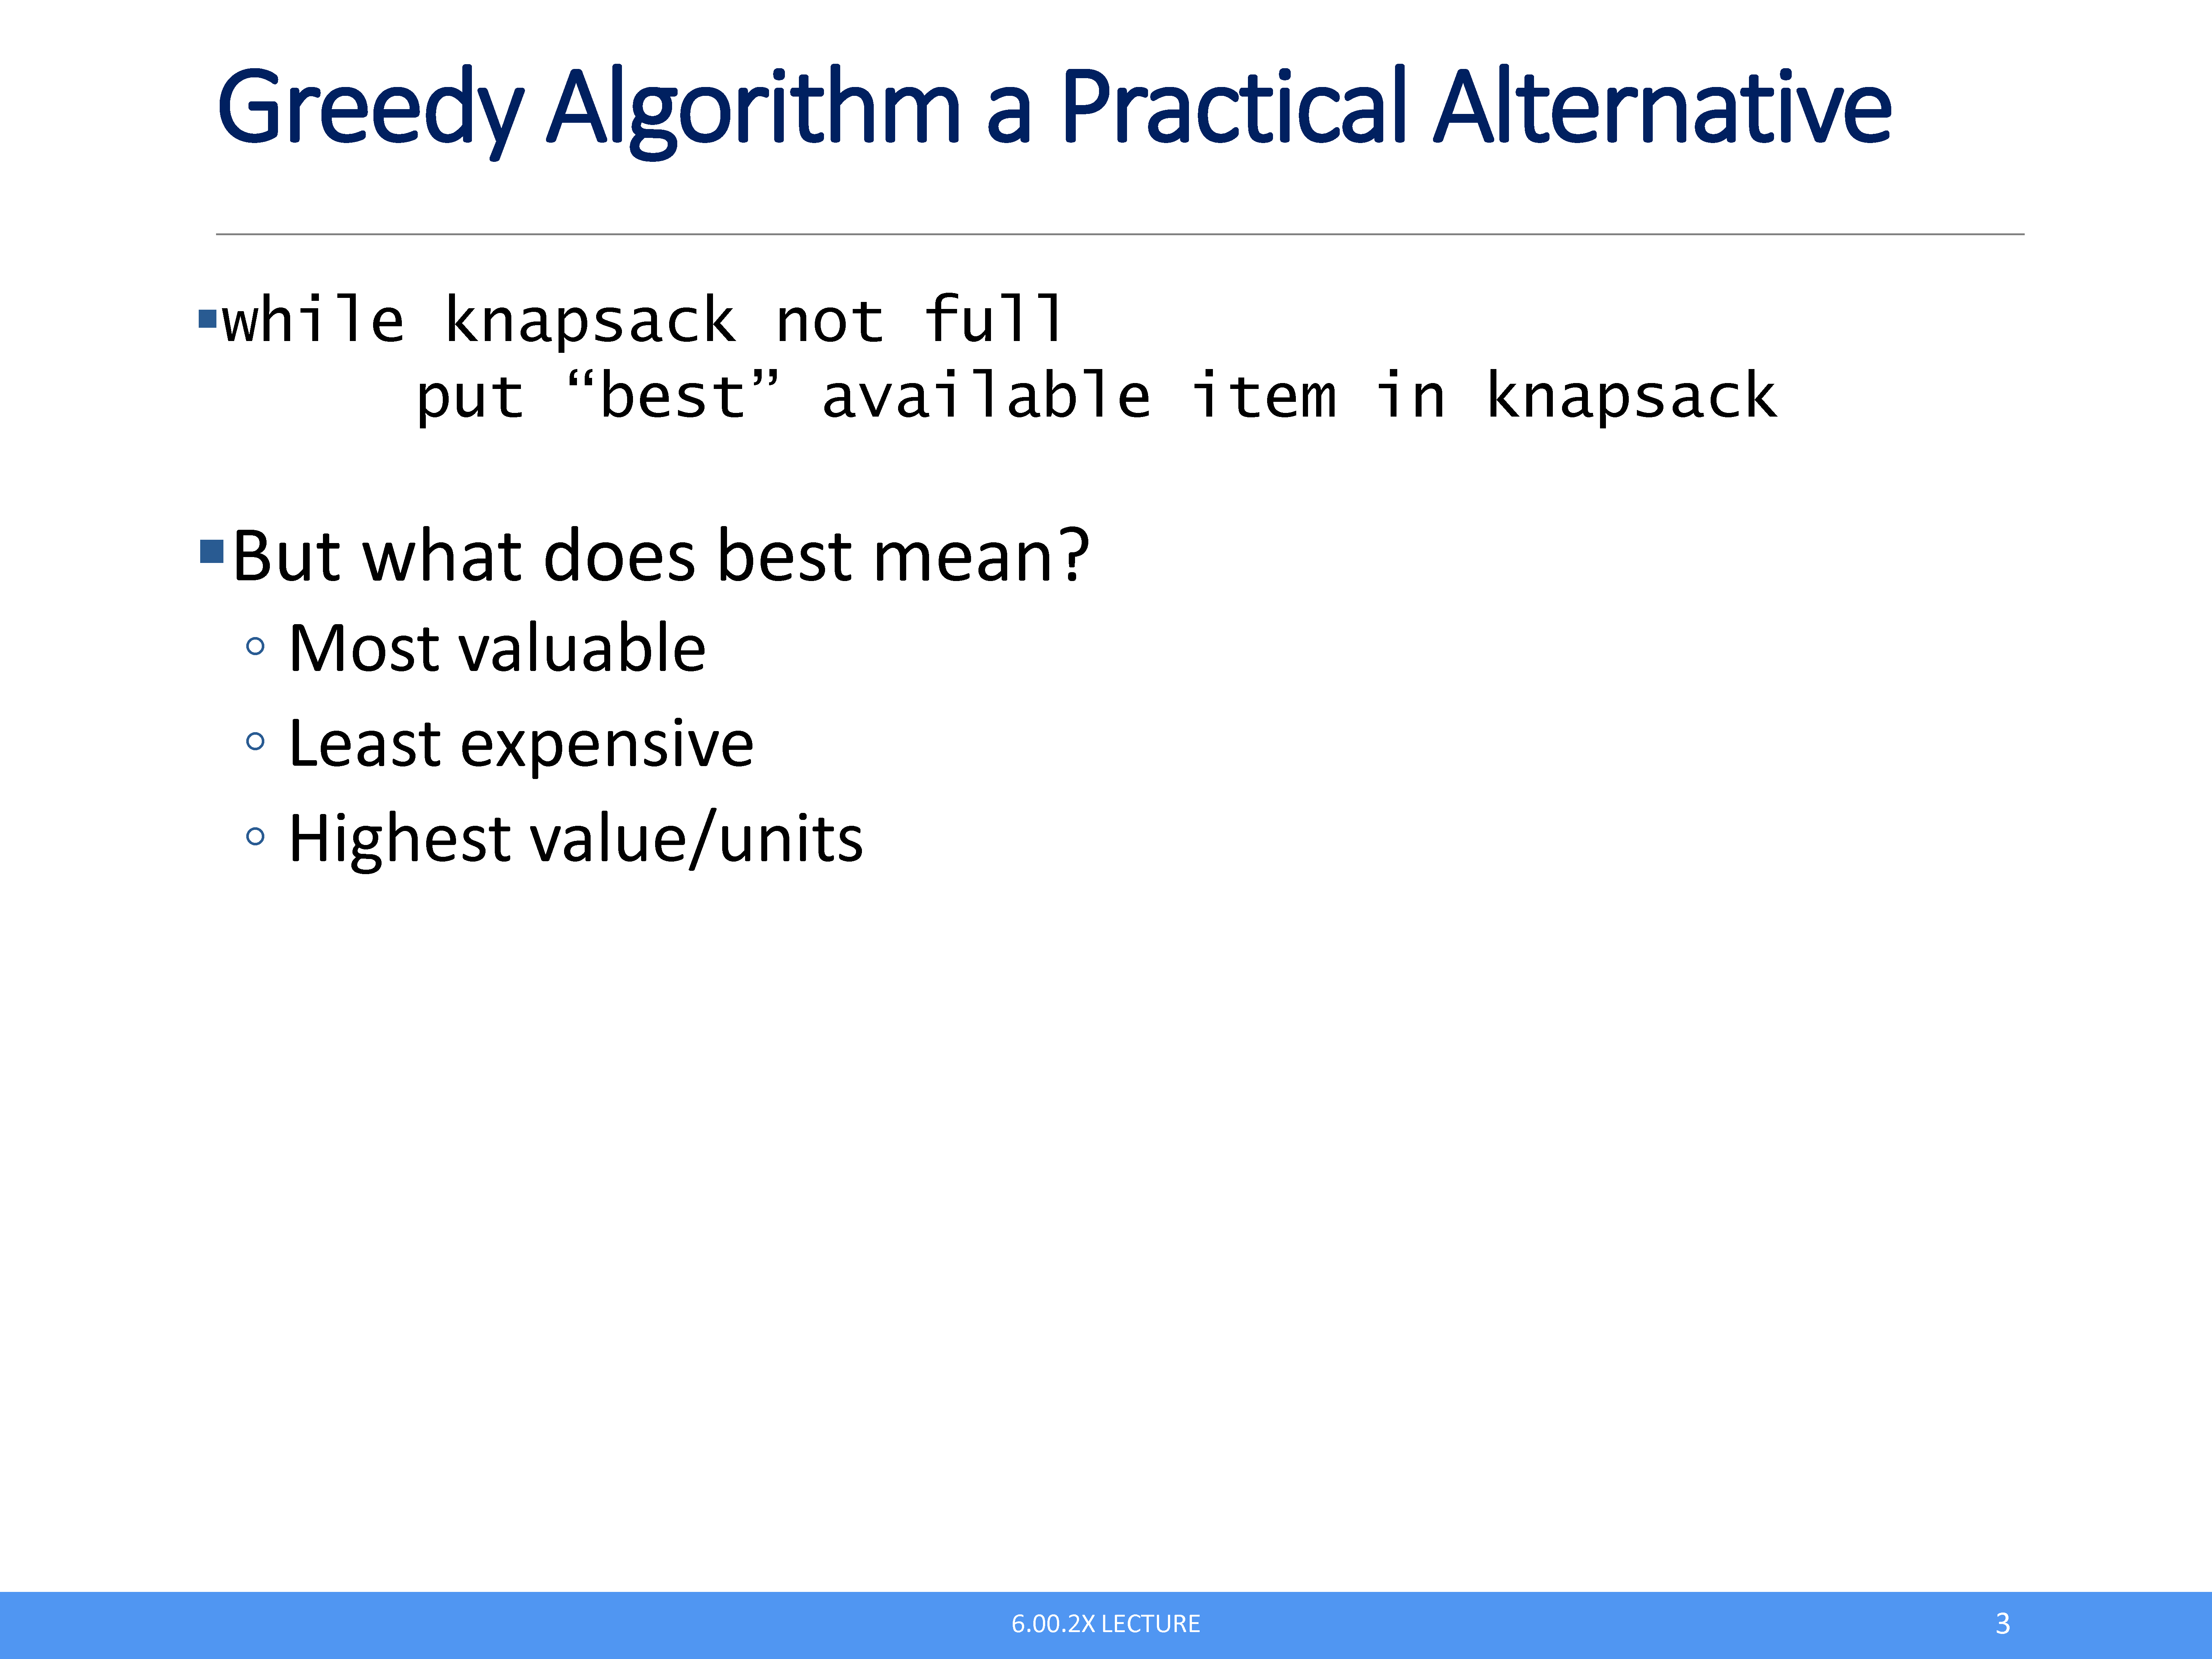 Greedy Algorithm a Practical Alternative
▪while knapsack not full
put “best” available item in knapsack
▪But what does best mean?
◦ Most valuable
◦ Least expensive
◦ Highest value/units
6.00.2X LECTURE
3